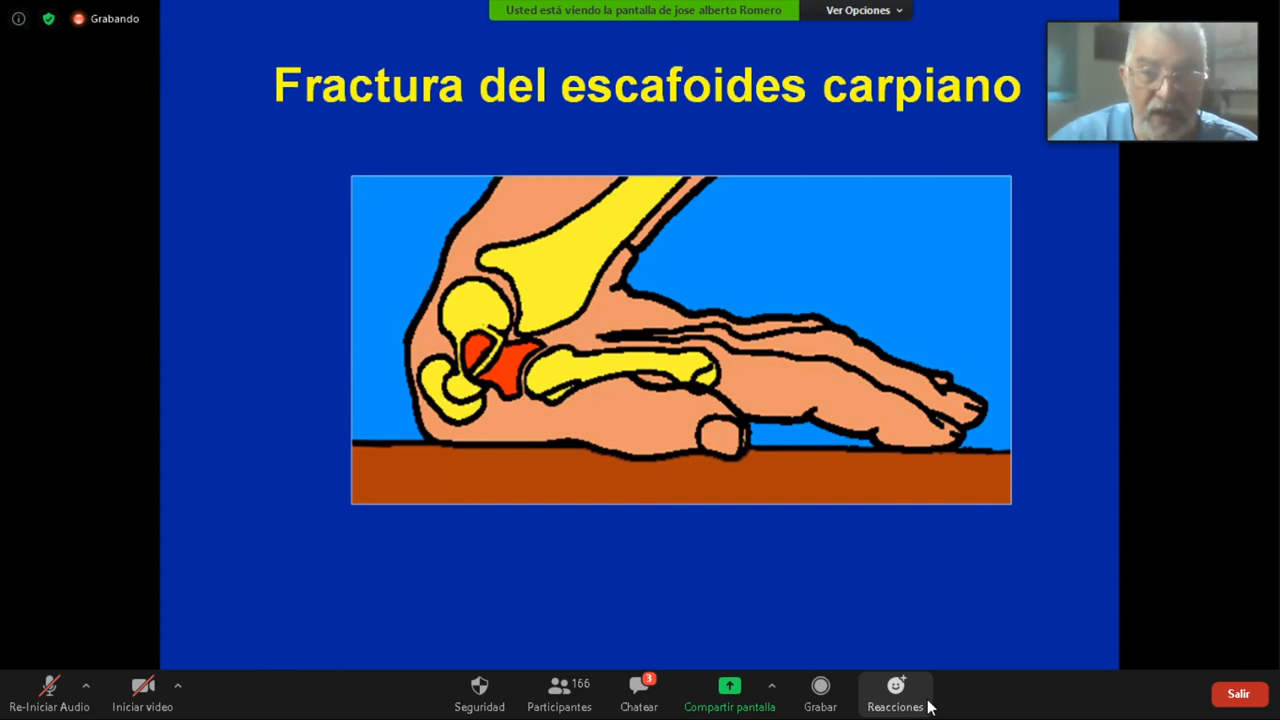 Grabando
Usted está viendo la pantalla de jose alberto Romero
Ver Opciones
Fractura del escafoides carpiano
Re-Iniciar Audio
Iniciar video
Seguridad
166
Participantes
3
Chatear
Compartir pantalla
Grabar
Reacciones
Salir